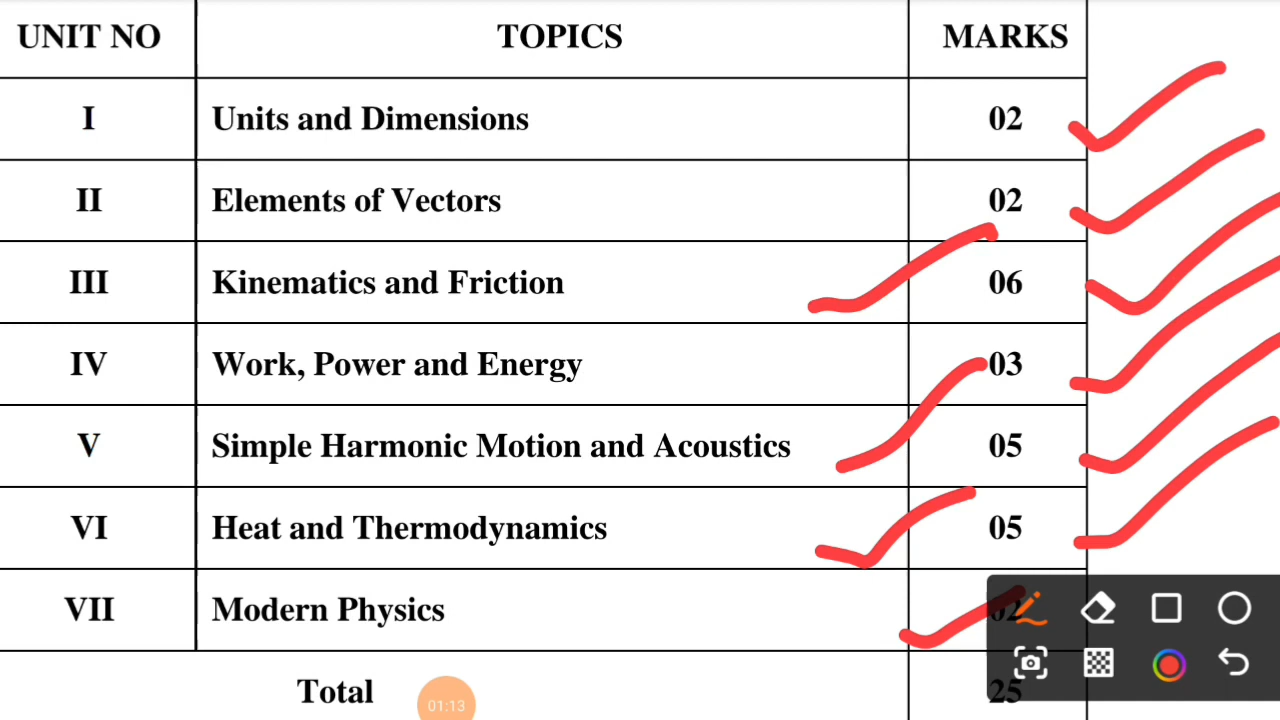 UNIT NO TOPICS MARKS
I Units and Dimensions 02
II Elements of Vectors 02
III Kinematics and Friction 06
IV Work, Power and Energy 03
V Simple Harmonic Motion and Acoustics 05
VI Heat and Thermodynamics 05
VII Modern Physics 02
Total 25
01:13